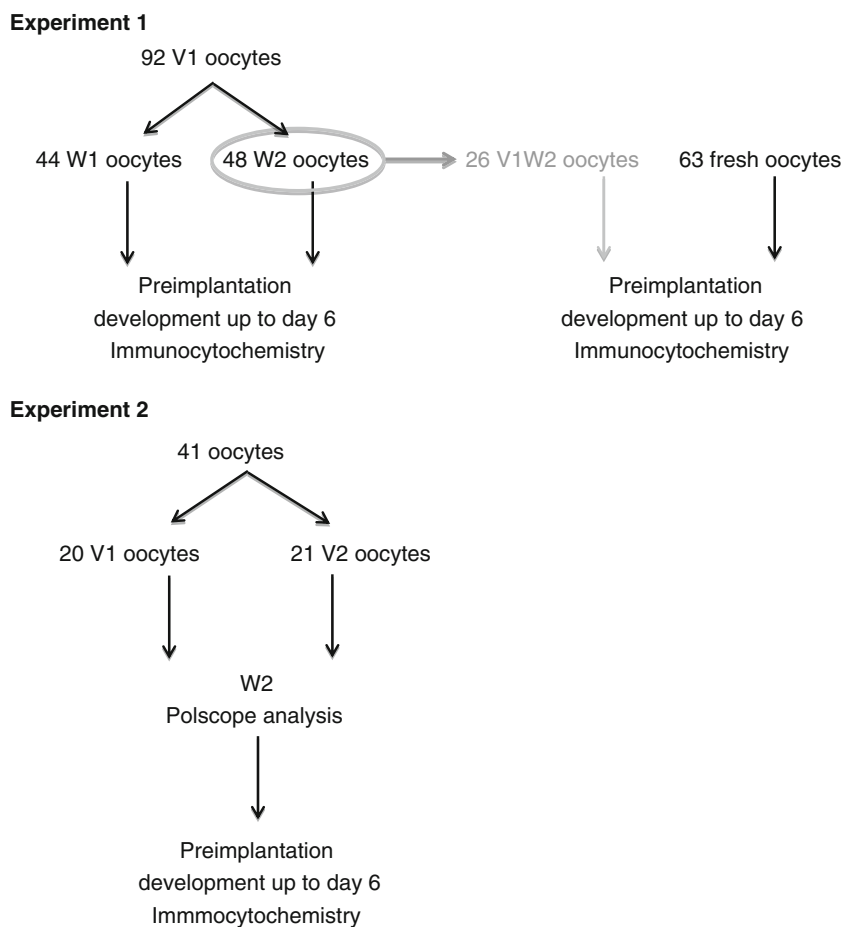 Experiment 1
92 V1 oocytes
44 W1 oocytes
48 W2 oocytes
26 V1W2 oocytes
63 fresh oocytes
Preimplantation
development up to day 6
Immunocytochemistry
Preimplantation
development up to day 6
Immunocytochemistry
Experiment 2
41 oocytes
20 V1 oocytes
21 V2 oocytes
W2
Polscope analysis
Preimplantation
development up to day 6
Immmocytochemistry